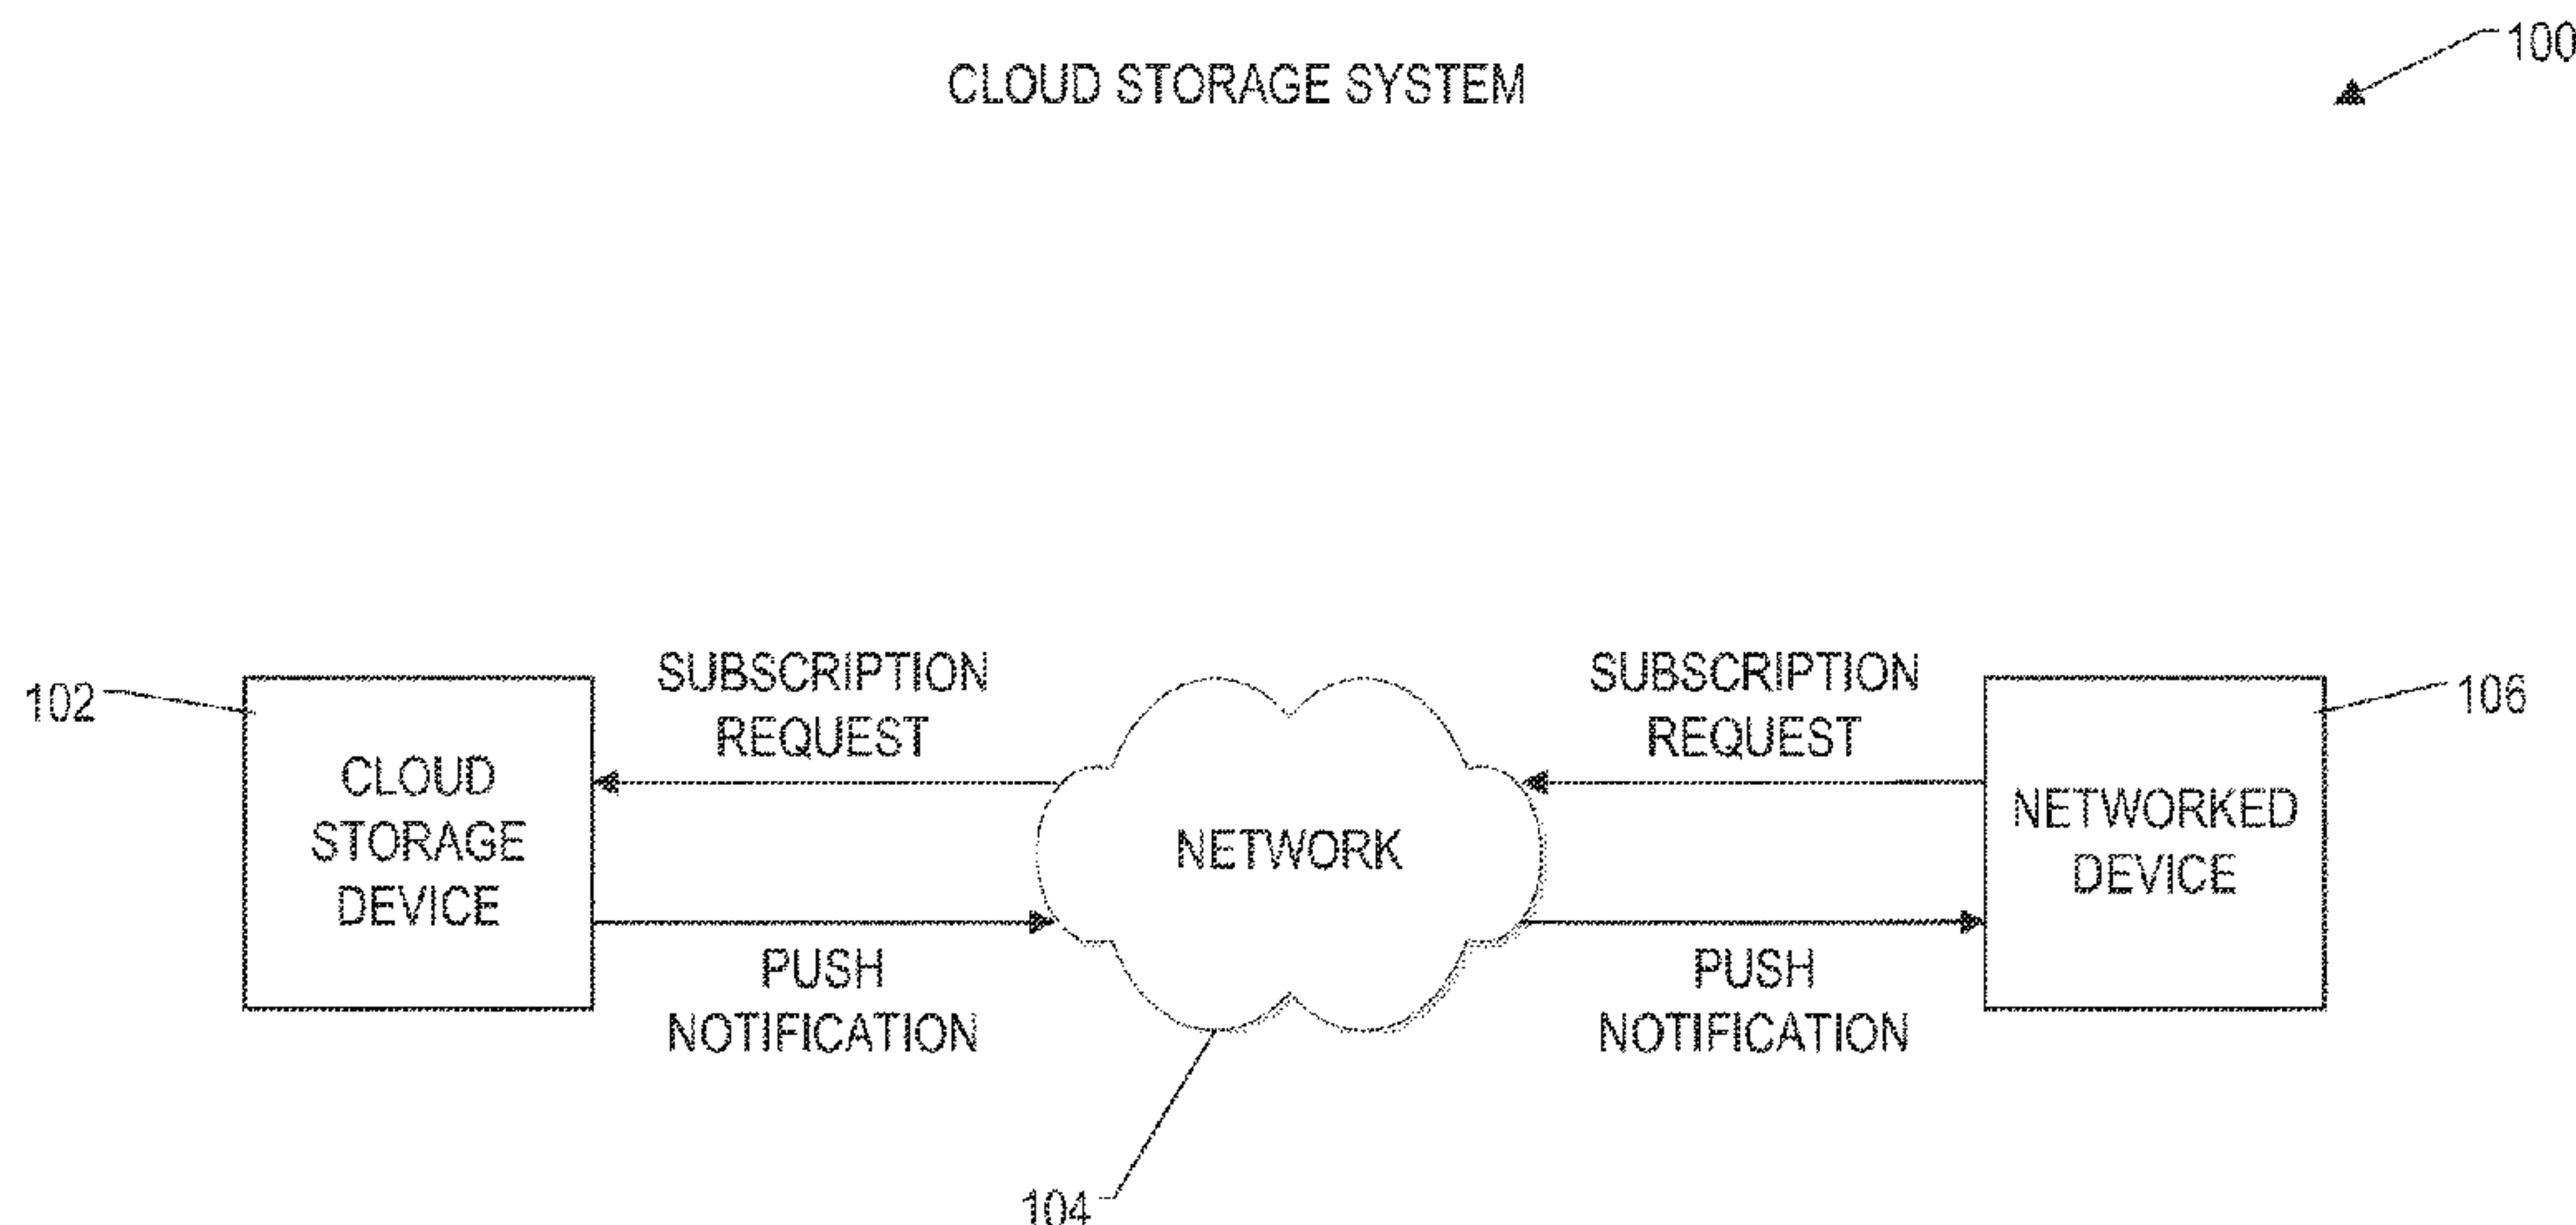 100
CLOUD STORAGE SYSTEM
SUBSCRIPTION
REQUEST
SUBSCRIPTION
REQUEST
102
106
CLOUD
STORAGE
DEVICE
NETWORK
NETWORKED
DEVICE
PUSH
NOTIFICATION
PUSH
NOTIFICATION
104